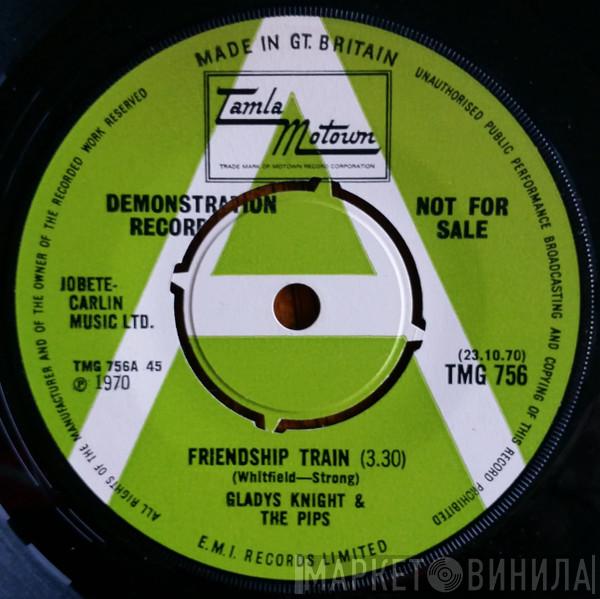 MADE IN GT. BRITAIN
UNAUTHORISED PUBLIC PERFORMANCE BROADCASTING AND COPYING OF THIS RECORD PROHIBITED
ALL RIGHTS OF THE MANUFACTURER AND OF THE OWNER OF THE RECORDED WORK RESERVED
Tamla
Motown
TRADE MARK OF MOTOWN RECORD CORPORATION
DEMONSTRATION
RECORD
NOT FOR
SALE
A
JOBETE-
CARLIN
MUSIC LTD.
TMG 756A 45
℗ 1970
(23.10.70)
TMG 756
FRIENDSHIP TRAIN (3.30)
(Whitfield—Strong)
GLADYS KNIGHT &
THE PIPS
E.M.I. RECORDS LIMITED
МАРКЕТ ВИНИЛА